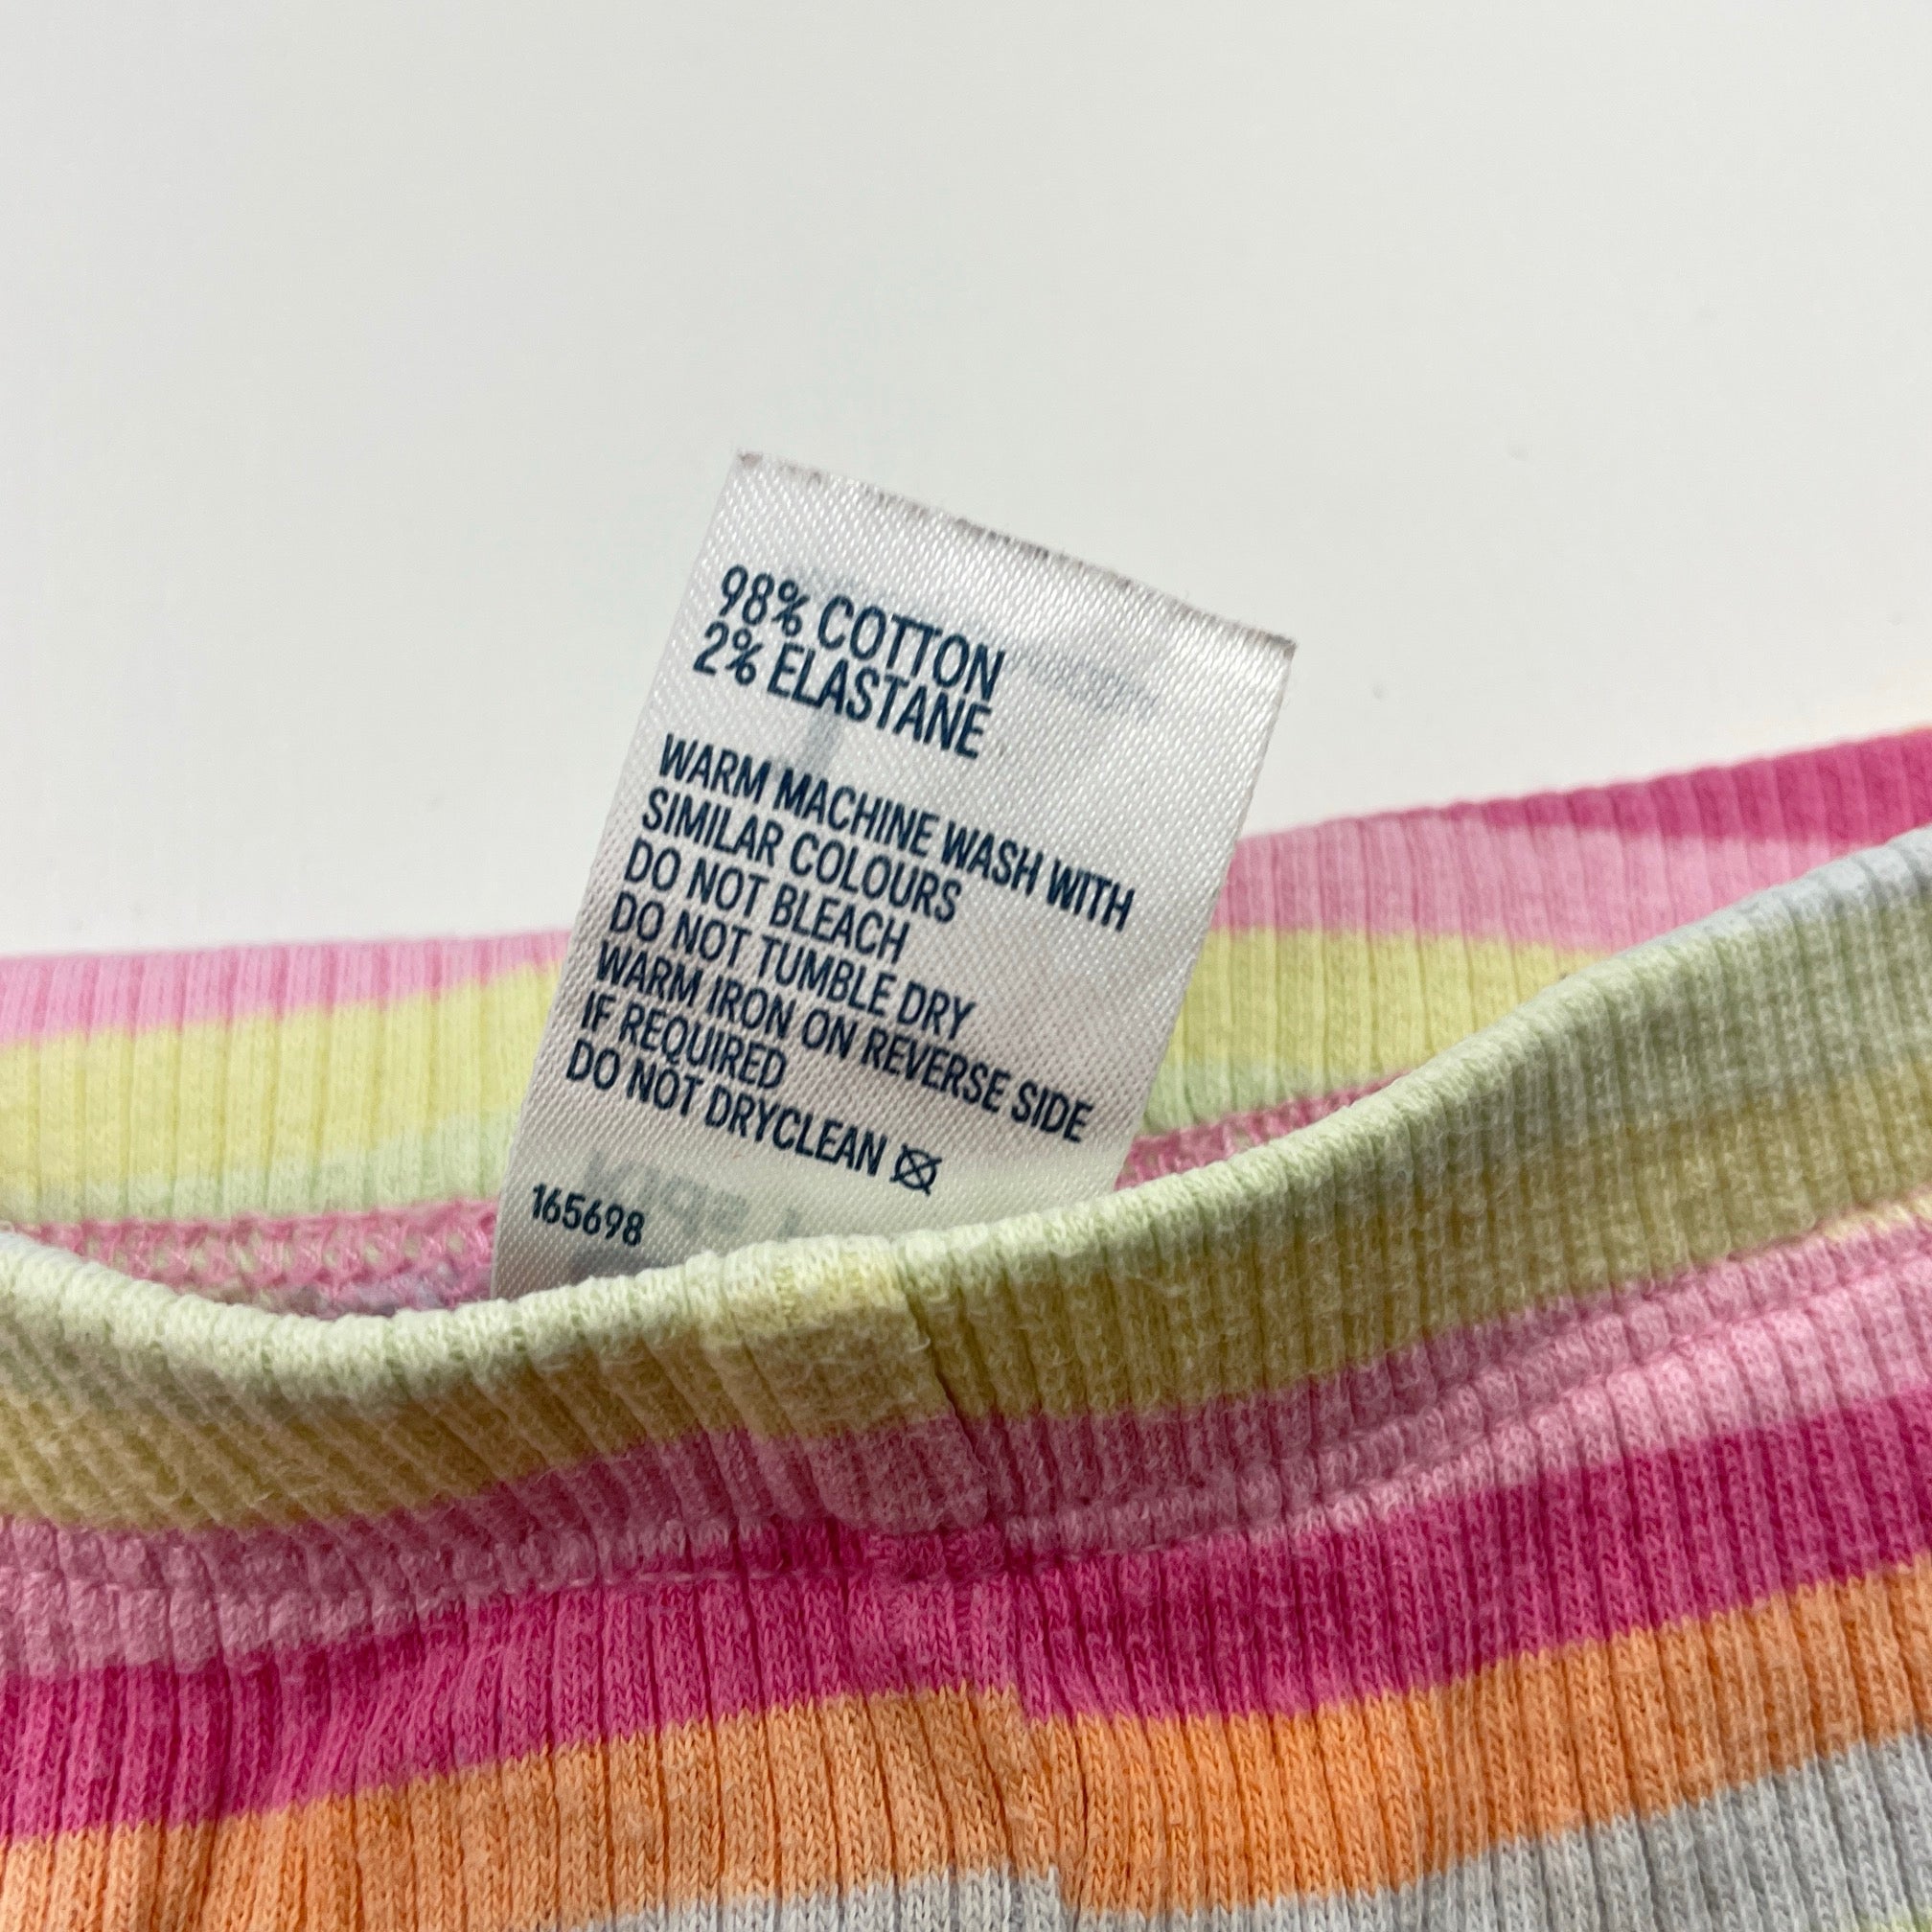 98% COTTON
2% ELASTANE
WARM MACHINE WASH WITH
SIMILAR COLOURS
DO NOT BLEACH
DO NOT TUMBLE DRY
WARM IRON ON REVERSE SIDE
IF REQUIRED
DO NOT DRYCLEAN
165698